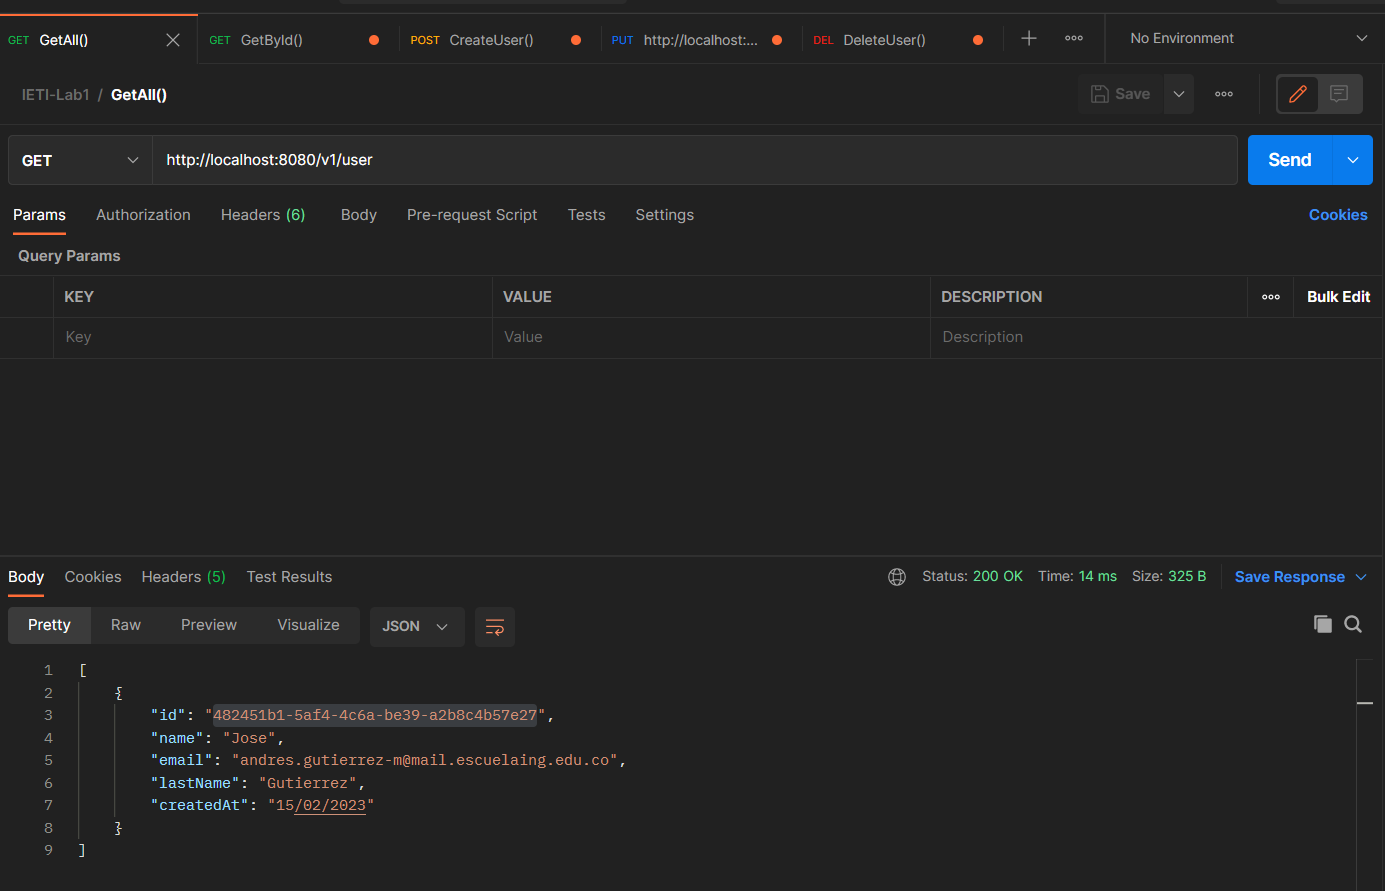 GET GetAll() GET GetById() POST CreateUser() PUT http://localhost:... DEL DeleteUser() No Environment
IETI-Lab1 / GetAll() Save
GET http://localhost:8080/v1/user Send
Params Authorization Headers (6) Body Pre-request Script Tests Settings Cookies
Query Params
KEY VALUE DESCRIPTION Bulk Edit
Key Value Description
Body Cookies Headers (5) Test Results Status: 200 OK Time: 14 ms Size: 325 B Save Response
Pretty Raw Preview Visualize JSON
1 [
2 {
3 "id": "482451b1-5af4-4c6a-be39-a2b8c4b57e27",
4 "name": "Jose",
5 "email": "andres.gutierrez-m@mail.escuelaing.edu.co",
6 "lastName": "Gutierrez",
7 "createdAt": "15/02/2023"
8 }
9 ]